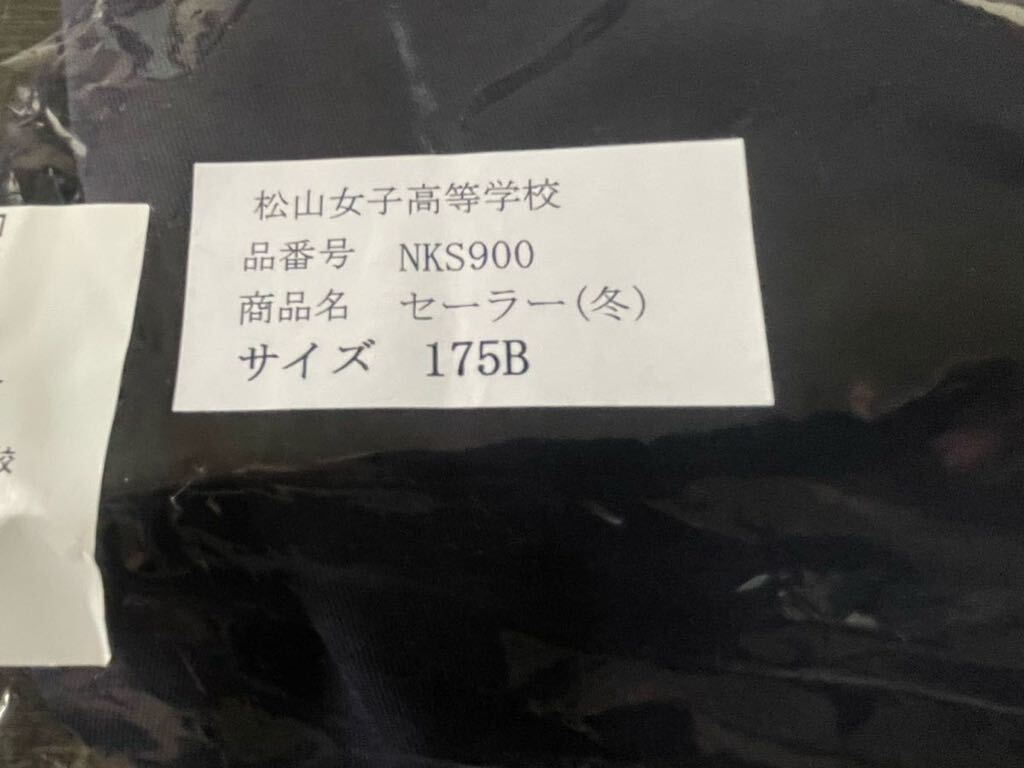 松山女子高等学校
品番号 NKS900
商品名 セーラー(冬)
サイズ 175B
校